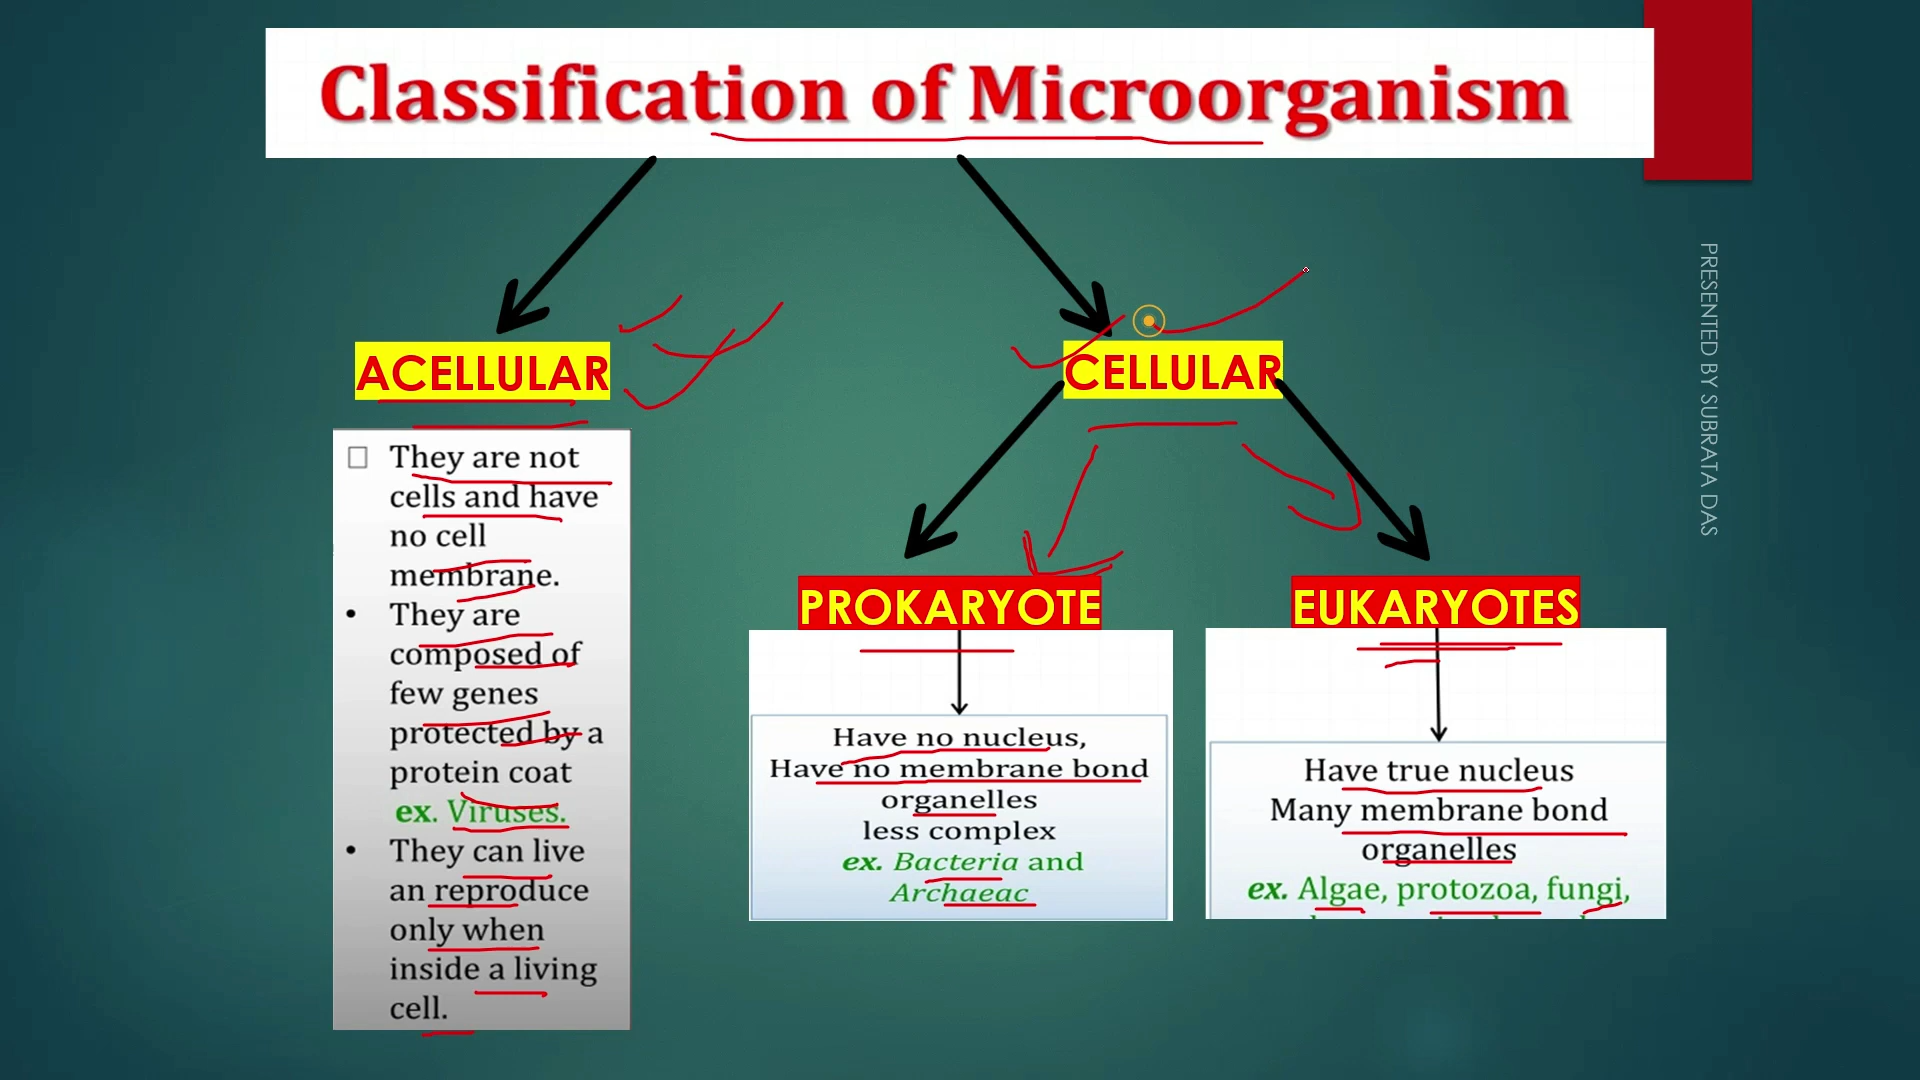 Classification of Microorganism
ACELLULAR
CELLULAR
They are not
cells and have
no cell
membrane.
• They are
composed of
few genes
protected by a
protein coat
ex. Viruses.
• They can live
an reproduce
only when
inside a living
cell.
PROKARYOTE
Have no nucleus,
Have no membrane bond
organelles
less complex
ex. Bacteria and
Archaeac
EUKARYOTES
Have true nucleus
Many membrane bond
organelles
ex. Algae, protozoa, fungi,
PRESENTED BY SUBRATA DAS